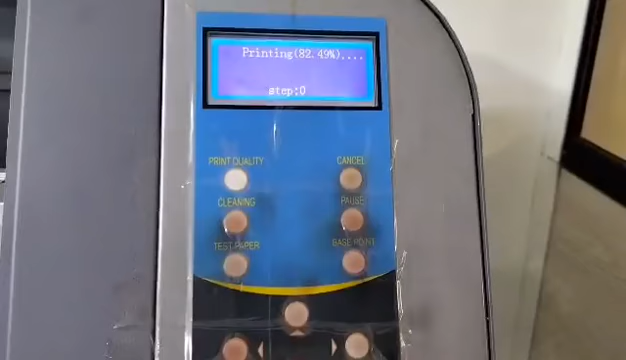 Printing(82.49%)....
step:0
PRINT QUALITY
CANCEL
CLEANING
PAUSE
TEST PAPER
BASE POINT